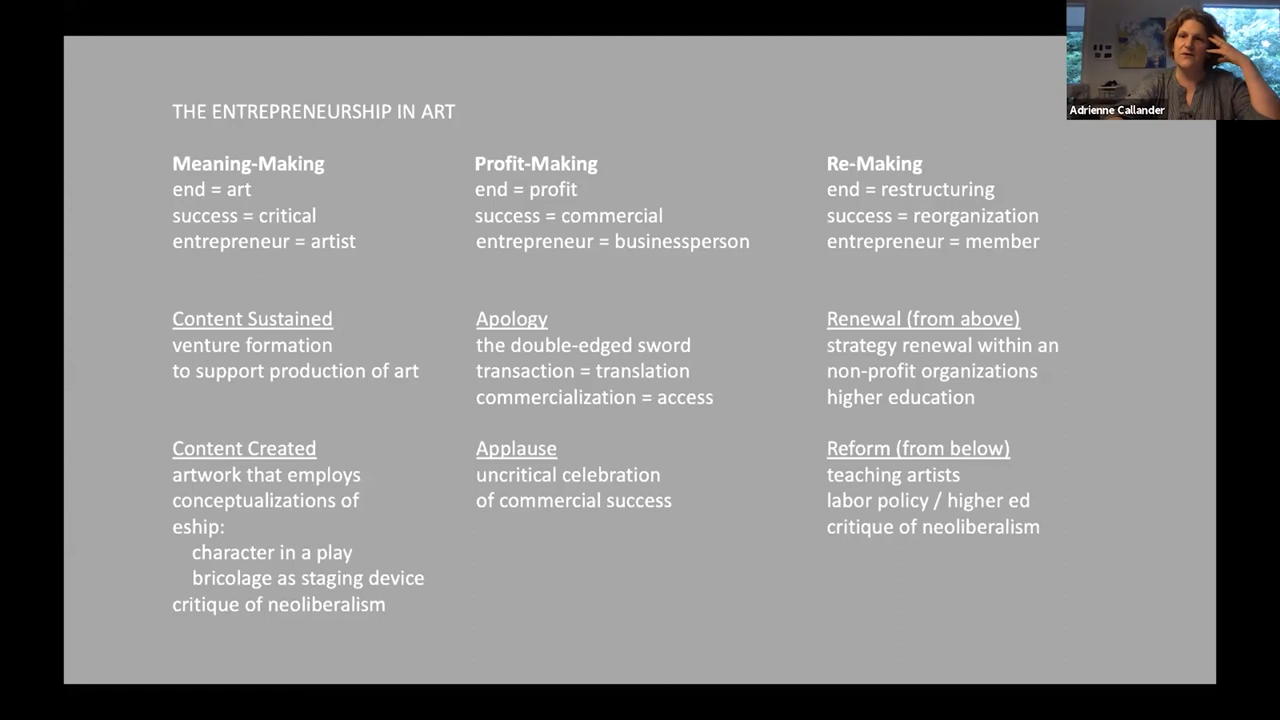 THE ENTREPRENEURSHIP IN ART
Meaning-Making
end = art
success = critical
entrepreneur = artist
Content Sustained
venture formation
to support production of art
Content Created
artwork that employs
conceptualizations of
eship:
character in a play
bricolage as staging device
critique of neoliberalism
Profit-Making
end = profit
success = commercial
entrepreneur = businessperson
Apology
the double-edged sword
transaction = translation
commercialization = access
Applause
uncritical celebration
of commercial success
Re-Making
end = restructuring
success = reorganization
entrepreneur = member
Renewal (from above)
strategy renewal within an
non-profit organizations
higher education
Reform (from below)
teaching artists
labor policy / higher ed
critique of neoliberalism
Adrienne Callander